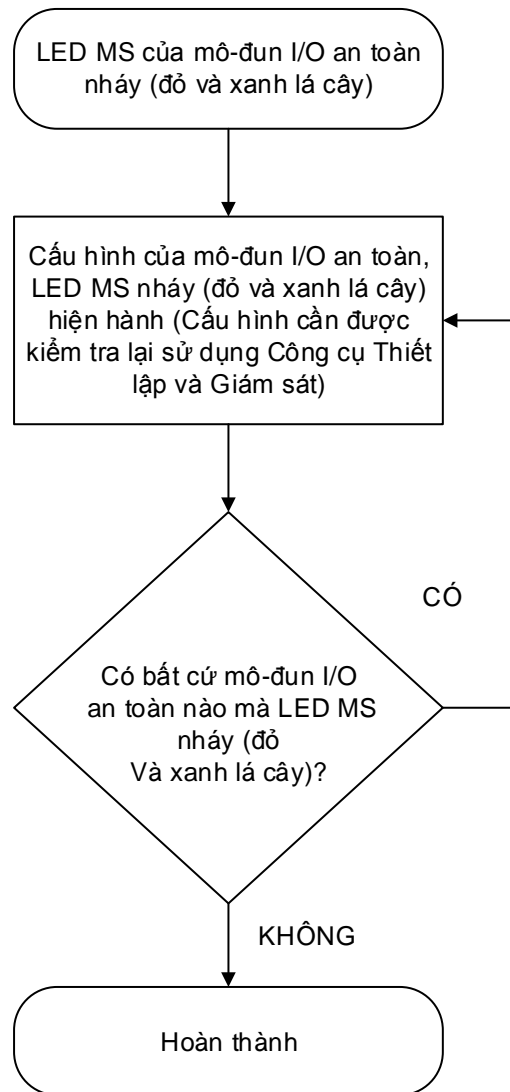 LED MS của mô-đun I/O an toàn
nháy (đỏ và xanh lá cây)
Cấu hình của mô-đun I/O an toàn,
LED MS nháy (đỏ và xanh lá cây)
hiện hành (Cấu hình cần được
kiểm tra lại sử dụng Công cụ Thiết
lập và Giám sát)
CÓ
Có bất cứ mô-đun I/O
an toàn nào mà LED MS
nháy (đỏ
Và xanh lá cây)?
KHÔNG
Hoàn thành